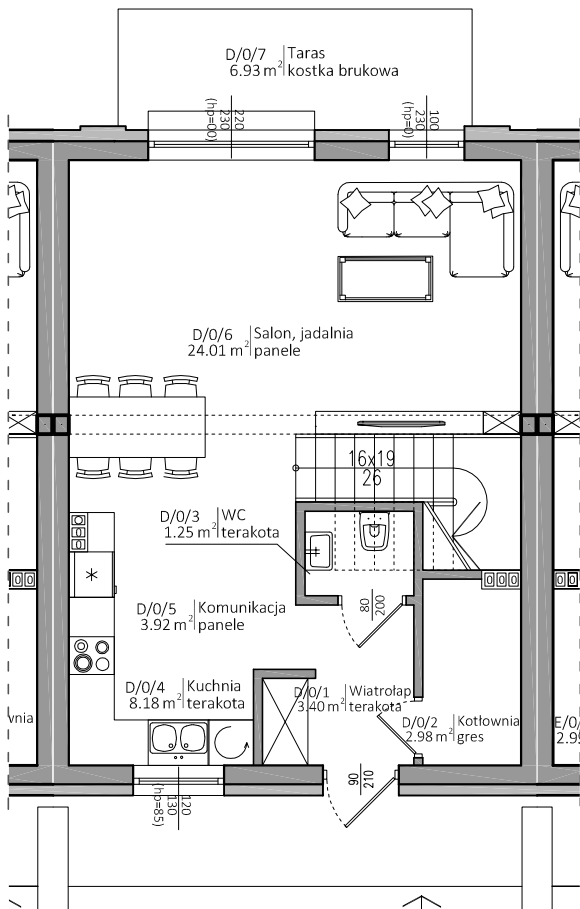 D/0/7 Taras
6.93 m² kostka brukowa
220
230
(hp=00)
100
230
(hp=0)
D/0/6 Salon, jadalnia
24.01 m² panele
16x19
26
D/0/3 WC
1.25 m² terakota
80
200
D/0/5 Komunikacja
3.92 m² panele
D/0/4 Kuchnia
8.18 m² terakota
D/0/1 Wiatrołap
3.40 m² terakota
D/0/2 Kotłownia
2.98 m² gres
wnia
E/0/
2.9
90
210
120
130
(hp=85)